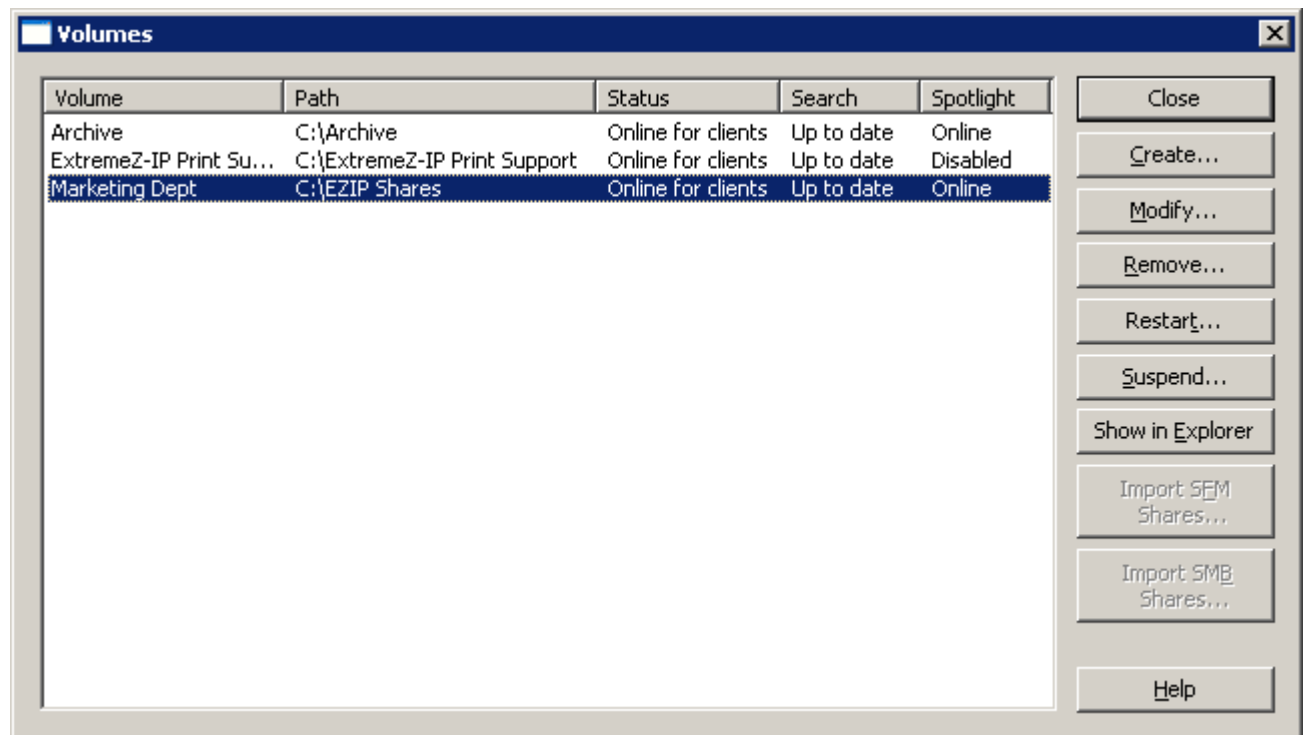 Volumes
Volume Path Status Search Spotlight
Archive C:\Archive Online for clients Up to date Online
ExtremeZ-IP Print Su... C:\ExtremeZ-IP Print Support Online for clients Up to date Disabled
Marketing Dept C:\EZIP Shares Online for clients Up to date Online
Close
Create...
Modify...
Remove...
Restart...
Suspend...
Show in Explorer
Import SFM
Shares...
Import SMB
Shares...
Help